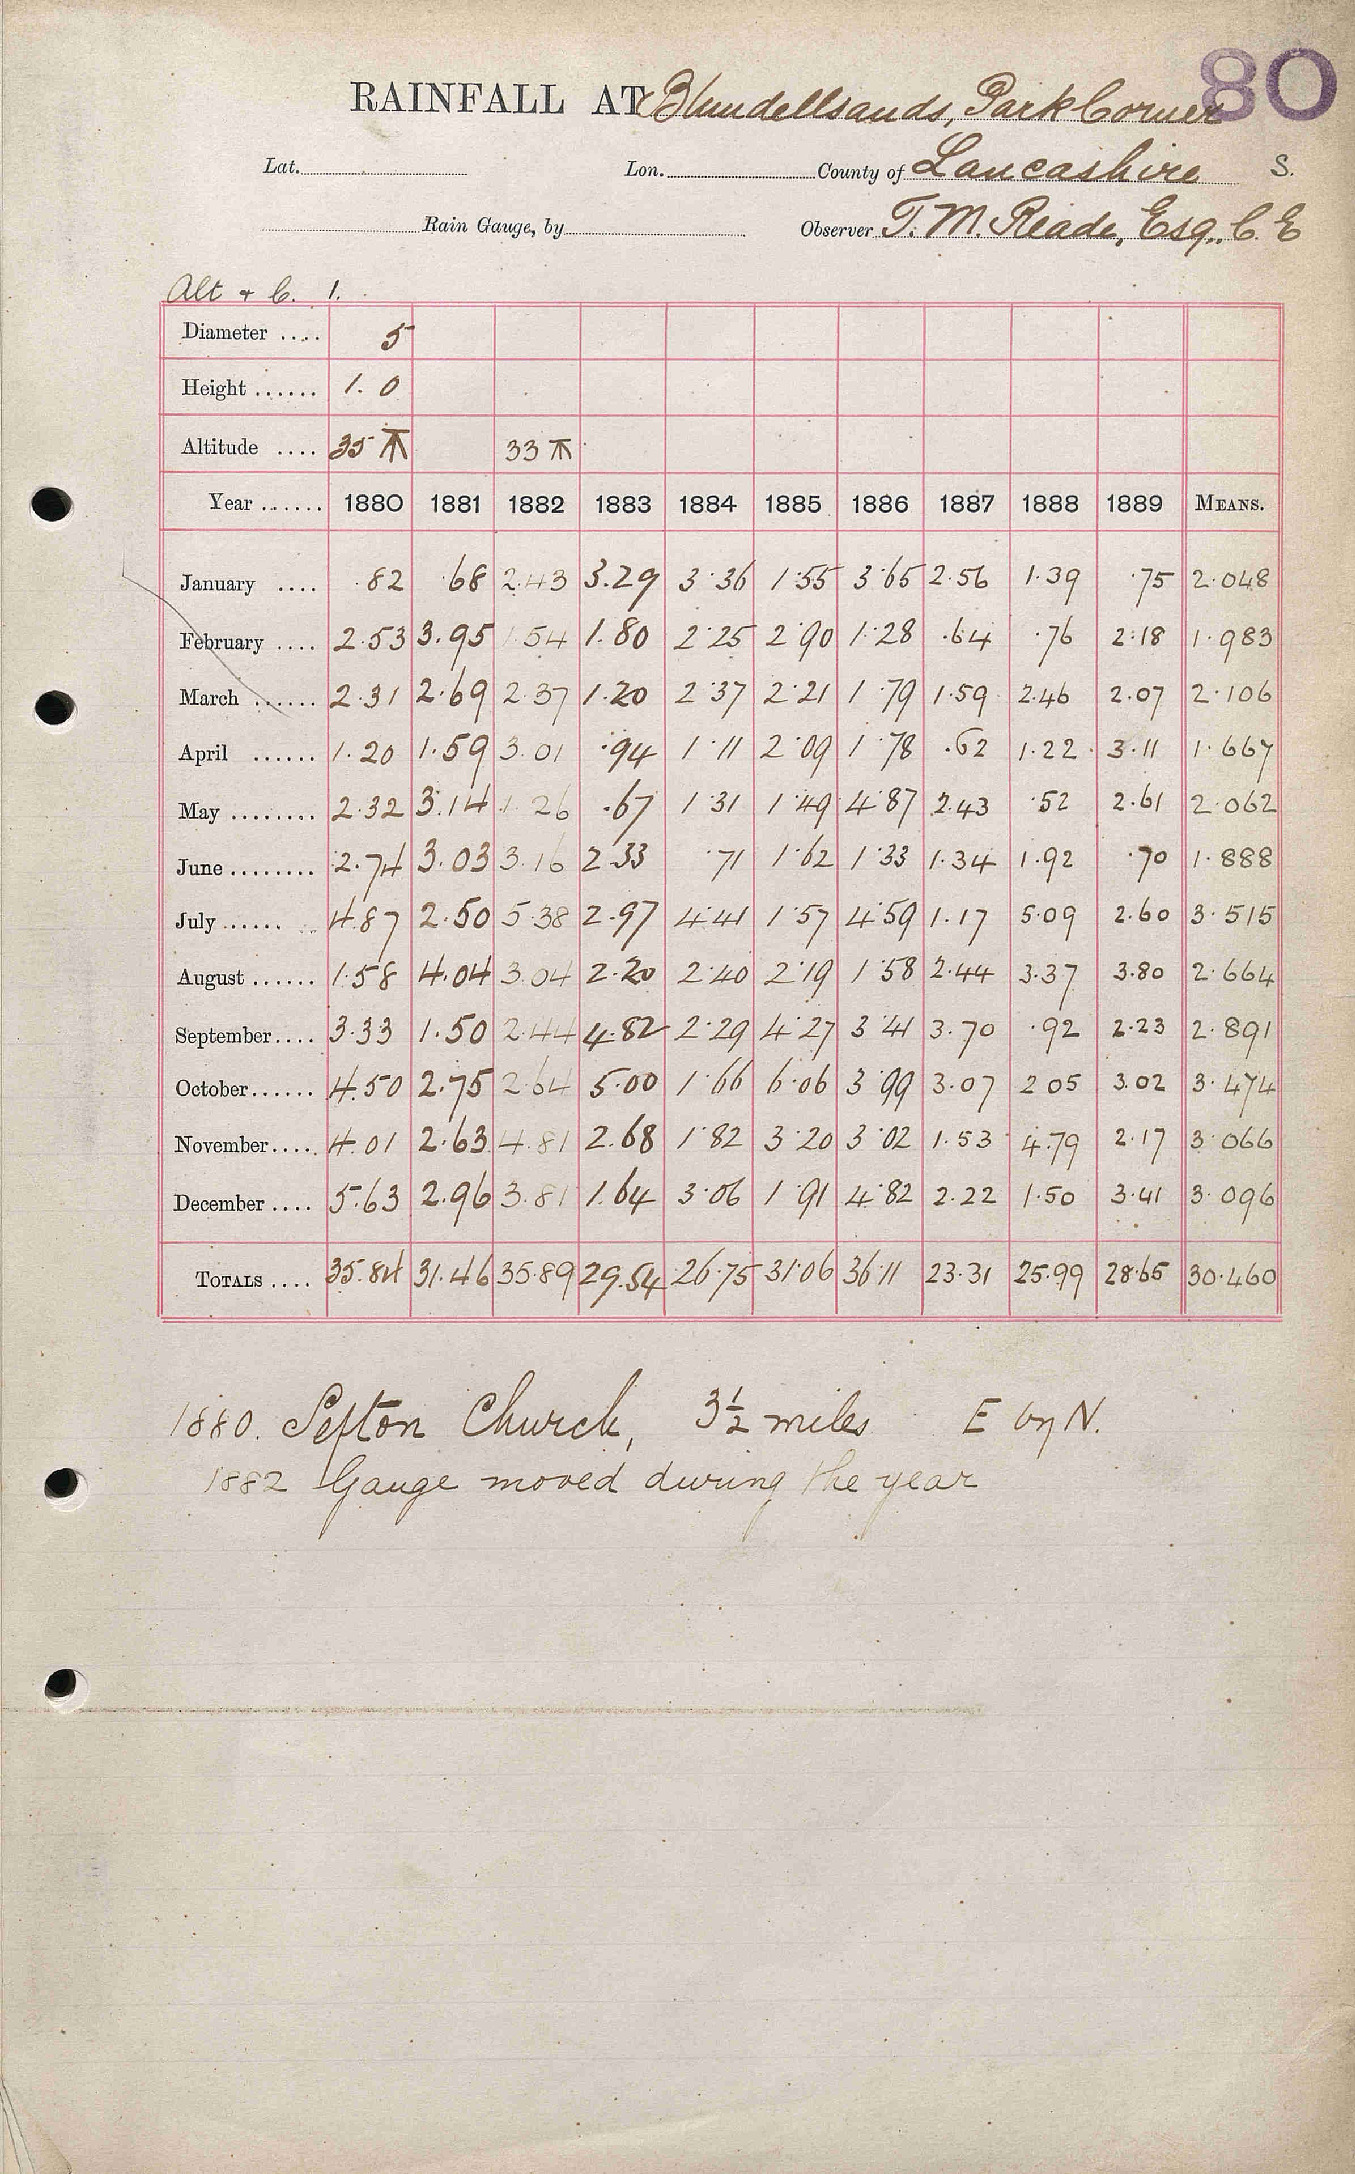 80
RAINFALL AT Blundellsands, Park Corner
Lat. Lon. County of Lancashire S.
Rain Gauge, by Observer T. M. Reade, Esq., C. E
Alt + C. 1.
Diameter .... 5
Height ...... 1. 0
Altitude .... 35 33
Year ...... 1880 1881 1882 1883 1884 1885 1886 1887 1888 1889 MEANS.
January .... .82 .68 2.43 3.29 3.36 1.55 3.65 2.56 1.39 .75 2.048
February .... 2.53 3.95 1.54 1.80 2.25 2.90 1.28 .64 .76 2.18 1.983
March ...... 2.31 2.69 2.37 1.20 2.37 2.21 1.79 1.59 2.46 2.07 2.106
April ...... 1.20 1.59 3.01 .94 1.11 2.09 1.78 .62 1.22 3.11 1.667
May ........ 2.32 3.14 1.26 .67 1.31 1.49 4.87 2.43 .52 2.61 2.062
June ........ 2.74 3.03 3.16 2.33 .71 1.62 1.33 1.34 1.92 .70 1.888
July ...... 4.87 2.50 5.38 2.97 4.41 1.57 4.59 1.17 5.09 2.60 3.515
August ...... 1.58 4.04 3.04 2.20 2.40 2.19 1.58 2.44 3.37 3.80 2.664
September .... 3.33 1.50 2.44 4.82 2.29 4.27 3.41 3.70 .92 2.23 2.891
October ...... 4.50 2.75 2.64 5.00 1.66 6.06 3.99 3.07 2 05 3.02 3.474
November ..... 4.01 2.63 4.81 2.68 1.82 3.20 3.02 1.53 4.79 2.17 3.066
December .... 5.63 2.96 3.81 1.64 3.06 1.91 4.82 2.22 1.50 3.41 3.096
TOTALS .... 35.84 31.46 35.89 29.54 26.75 31.06 36.11 23.31 25.99 28.65 30.460
1880. Sefton Church, 3½ miles E by N.
1882 Gauge moved during the year